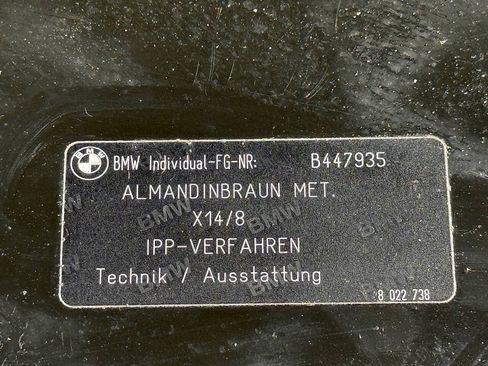 BMW Individual-FG-NR: B447935
ALMANDINBRAUN MET.
X14/8
IPP-VERFAHREN
Technik / Ausstattung
8 022 738